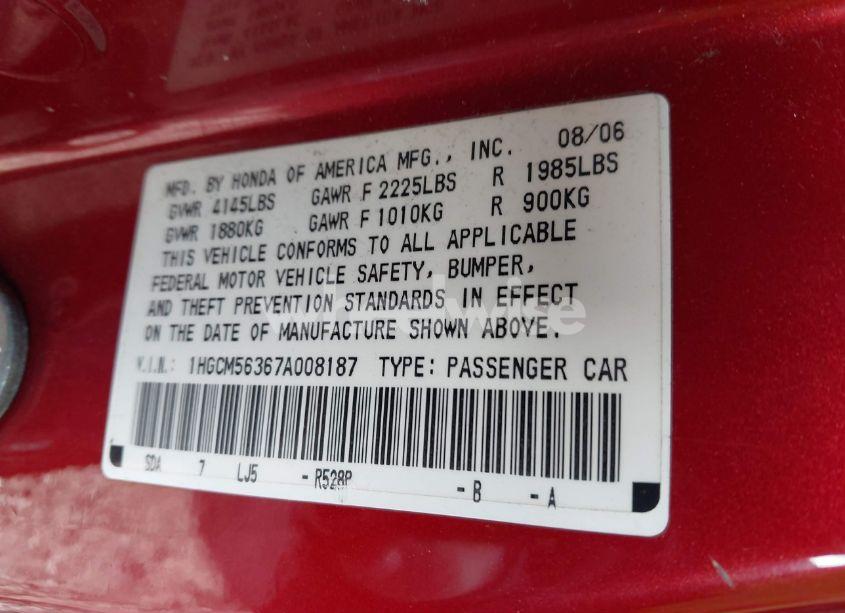 MFD. BY HONDA OF AMERICA MFG., INC. 08/06
GVWR 4145LBS GAWR F 2225LBS R 1985LBS
GVWR 1880KG GAWR F 1010KG R 900KG
THIS VEHICLE CONFORMS TO ALL APPLICABLE
FEDERAL MOTOR VEHICLE SAFETY, BUMPER,
AND THEFT PREVENTION STANDARDS IN EFFECT
ON THE DATE OF MANUFACTURE SHOWN ABOVE.
V.I.N.: 1HGCM56367A008187 TYPE: PASSENGER CAR
SDA 7 LJ5 - R528P - B - A
wheelwise